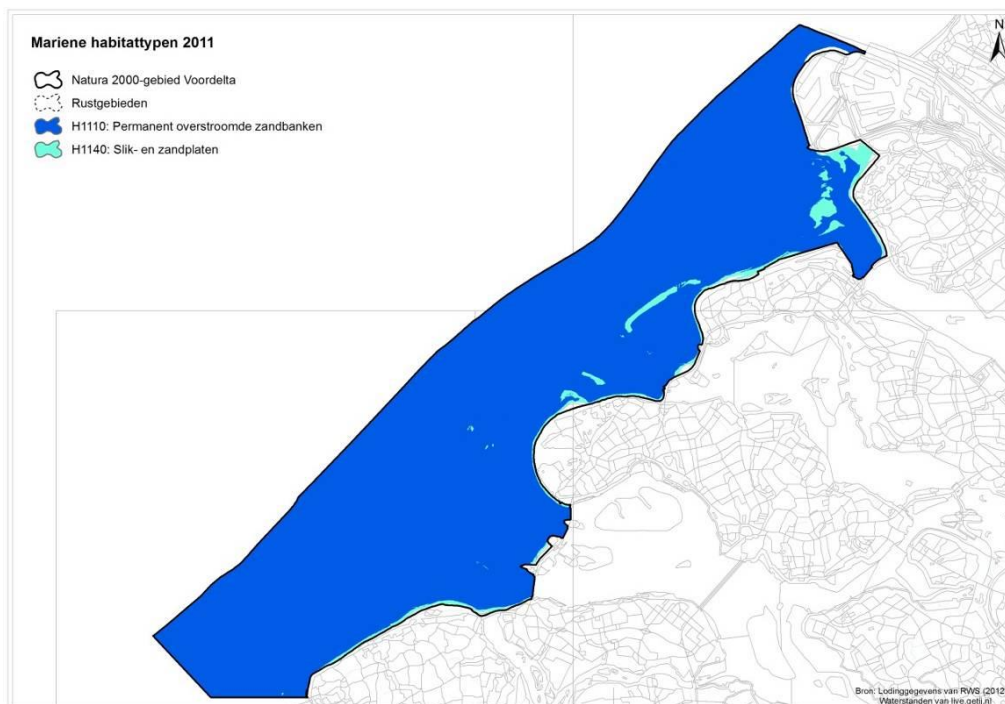 Mariene habitattypen 2011
Natura 2000-gebied Voordelta
Rustgebieden
H1110: Permanent overstroomde zandbanken
H1140: Slik- en zandplaten
N
Bron: Lodinggegevens van RWS (2012
Waterstanden van live.getij.nl